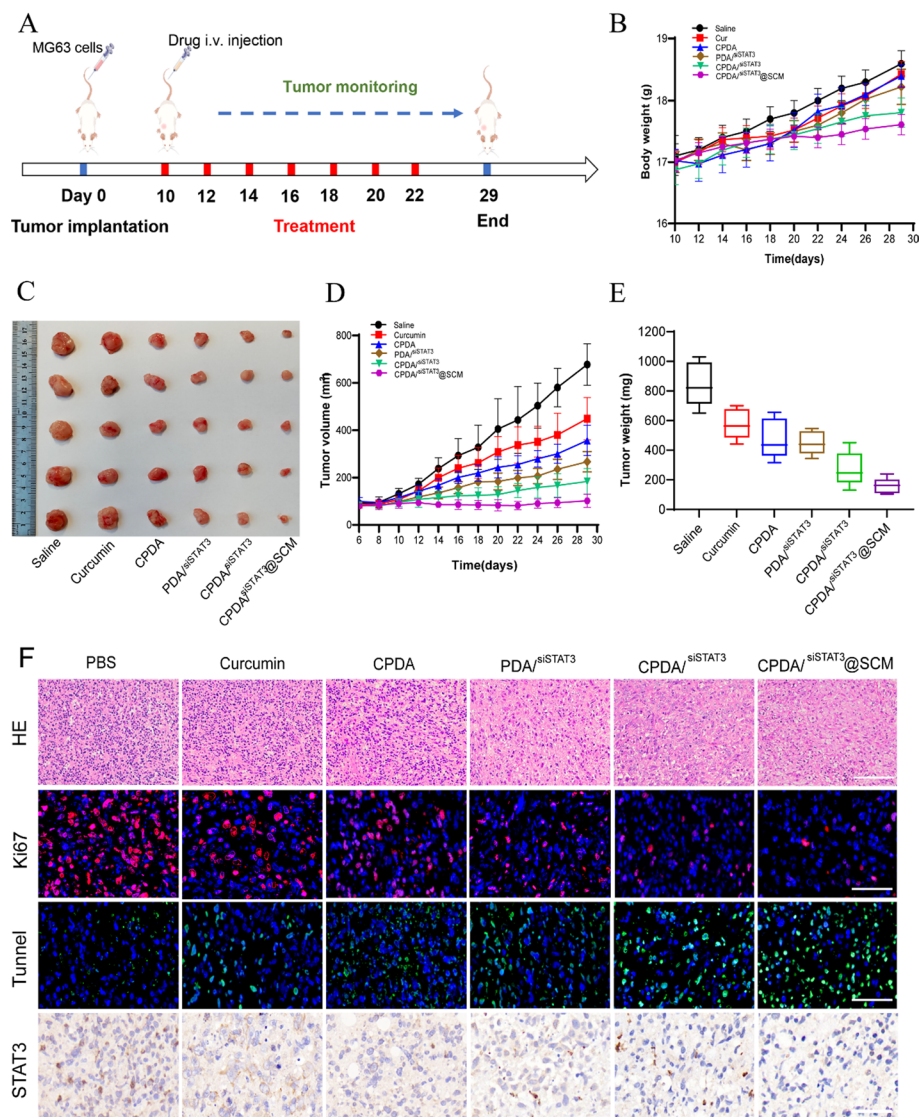 A
MG63 cells
Drug i.v. injection
Tumor monitoring
Day 0 10 12 14 16 18 20 22 29
Tumor implantation Treatment End
B
Saline
Cur
CPDA
PDA/siSTAT3
CPDA/siSTAT3
CPDA/siSTAT3@SCM
Body weight (g)
19
18
17
16
10 12 14 16 18 20 22 24 26 28 30
Time(days)
C
Saline
Curcumin
CPDA
PDA/siSTAT3
CPDA/siSTAT3
CPDA/siSTAT3@SCM
D
Saline
Curcumin
CPDA
PDA/siSTAT3
CPDA/siSTAT3
CPDA/siSTAT3@SCM
Tumor volume (mm3)
800
600
400
200
0
6 8 10 12 14 16 18 20 22 24 26 28 30
Time(days)
E
Tumor weight (mg)
1200
1000
800
600
400
200
0
Saline
Curcumin
CPDA
PDA/siSTAT3
CPDA/siSTAT3
CPDA/siSTAT3@SCM
F
PBS Curcumin CPDA PDA/siSTAT3 CPDA/siSTAT3 CPDA/siSTAT3@SCM
HE
Ki67
Tunnel
STAT3